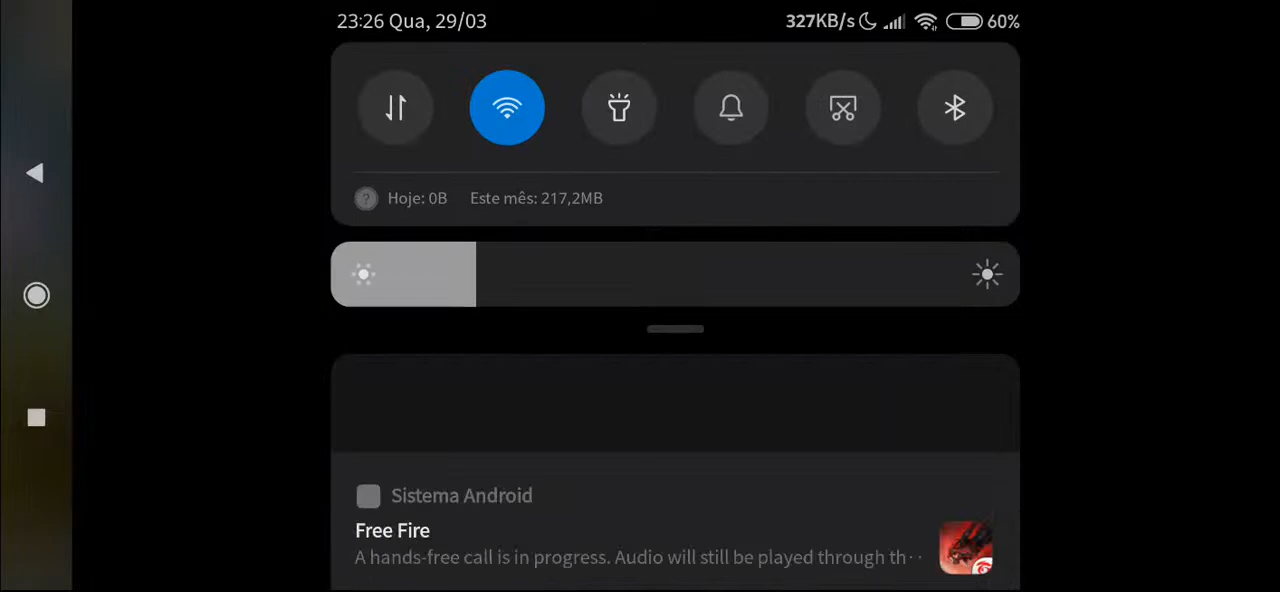 23:26 Qua, 29/03
327KB/s 60%
Hoje: 0B Este mês: 217,2MB
Sistema Android
Free Fire
A hands-free call is in progress. Audio will still be played through th··